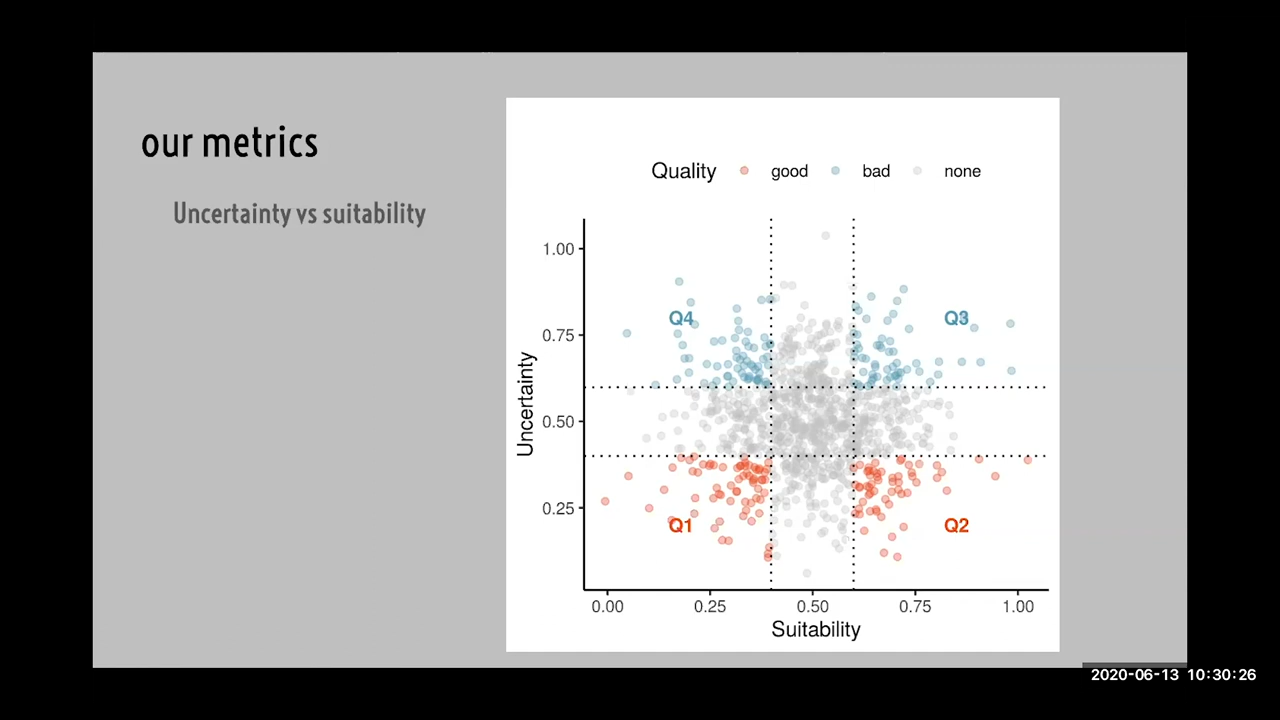 our metrics
Uncertainty vs suitability
Quality good bad none
1.00
0.75
0.50
0.25
Uncertainty
Q4
Q3
Q1
Q2
0.00 0.25 0.50 0.75 1.00
Suitability
2020-06-13 10:30:26